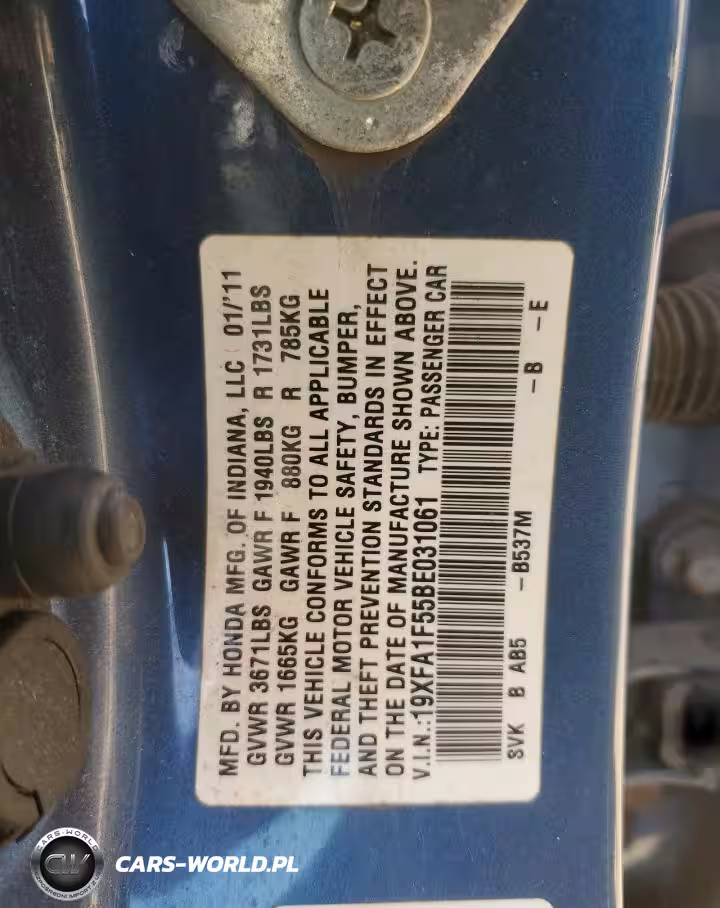 MFD. BY HONDA MFG. OF INDIANA, LLC 01/'11
GVWR 3671LBS GAWR F 1940LBS R 1731LBS
GVWR 1665KG GAWR F 880KG R 785KG
THIS VEHICLE CONFORMS TO ALL APPLICABLE
FEDERAL MOTOR VEHICLE SAFETY, BUMPER,
AND THEFT PREVENTION STANDARDS IN EFFECT
ON THE DATE OF MANUFACTURE SHOWN ABOVE.
V.I.N.:19XFA1F55BE031061 TYPE: PASSENGER CAR
SVK B AB5 -B537M -B -E
CARS-WORLD
CARS-WORLD.PL